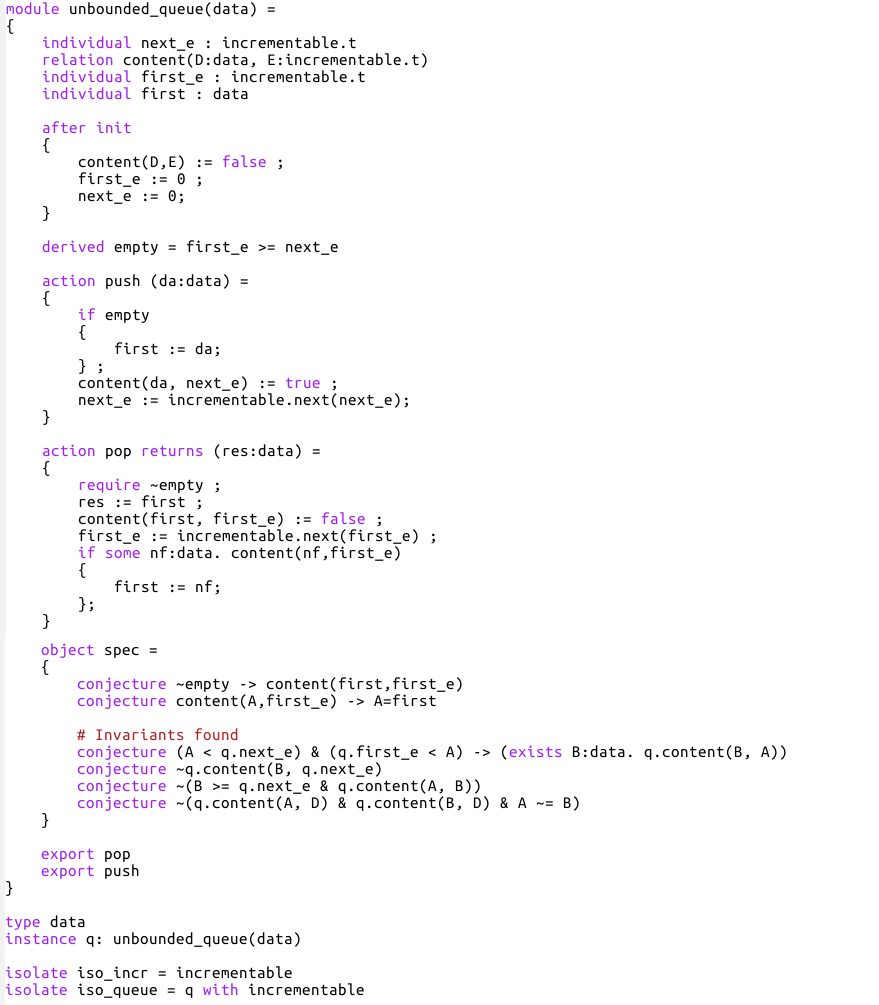 module unbounded_queue(data) =
{
    individual next_e : incrementable.t
    relation content(D:data, E:incrementable.t)
    individual first_e : incrementable.t
    individual first : data

    after init
    {
        content(D,E) := false ;
        first_e := 0 ;
        next_e := 0;
    }

    derived empty = first_e >= next_e

    action push (da:data) =
    {
        if empty
        {
            first := da;
        } ;
        content(da, next_e) := true ;
        next_e := incrementable.next(next_e);
    }

    action pop returns (res:data) =
    {
        require ~empty ;
        res := first ;
        content(first, first_e) := false ;
        first_e := incrementable.next(first_e) ;
        if some nf:data. content(nf,first_e)
        {
            first := nf;
        };
    }

    object spec =
    {
        conjecture ~empty -> content(first,first_e)
        conjecture content(A,first_e) -> A=first

        # Invariants found
        conjecture (A < q.next_e) & (q.first_e < A) -> (exists B:data. q.content(B, A))
        conjecture ~q.content(B, q.next_e)
        conjecture ~(B >= q.next_e & q.content(A, B))
        conjecture ~(q.content(A, D) & q.content(B, D) & A ~= B)
    }

    export pop
    export push
}

type data
instance q: unbounded_queue(data)

isolate iso_incr = incrementable
isolate iso_queue = q with incrementable